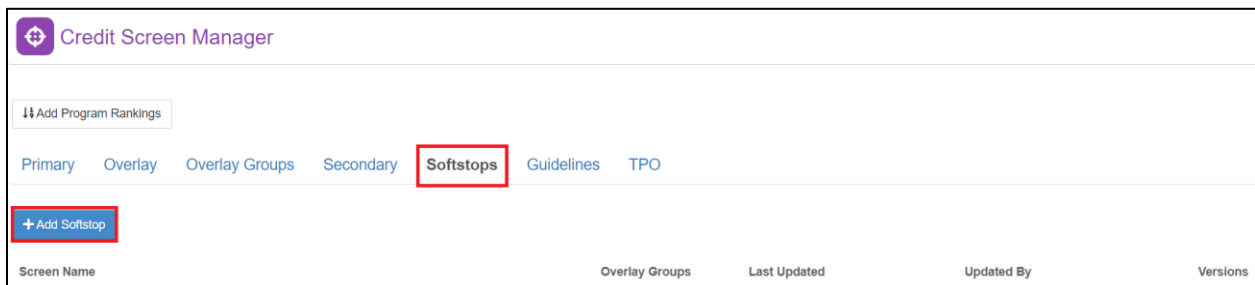 Credit Screen Manager
Add Program Rankings
Primary Overlay Overlay Groups Secondary Softstops Guidelines TPO
+ Add Softstop
Screen Name Overlay Groups Last Updated Updated By Versions